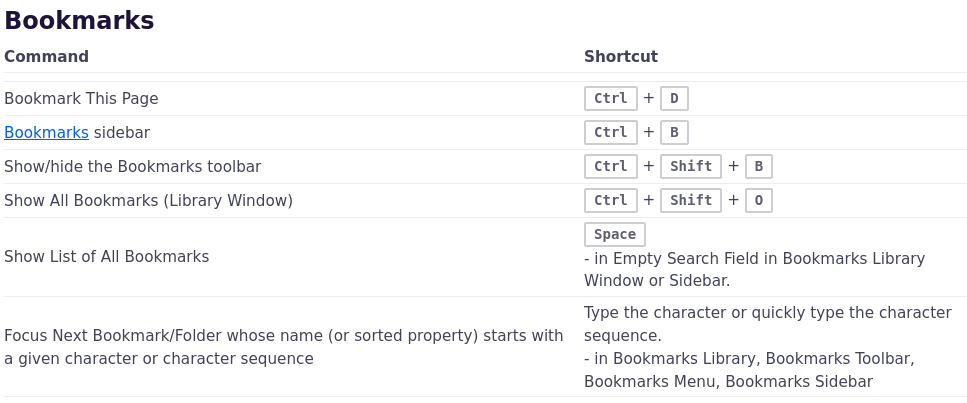 Bookmarks
Command Shortcut
Bookmark This Page Ctrl + D
Bookmarks sidebar Ctrl + B
Show/hide the Bookmarks toolbar Ctrl + Shift + B
Show All Bookmarks (Library Window) Ctrl + Shift + O
Show List of All Bookmarks
Space
- in Empty Search Field in Bookmarks Library
Window or Sidebar.
Focus Next Bookmark/Folder whose name (or sorted property) starts with
a given character or character sequence
Type the character or quickly type the character
sequence.
- in Bookmarks Library, Bookmarks Toolbar,
Bookmarks Menu, Bookmarks Sidebar